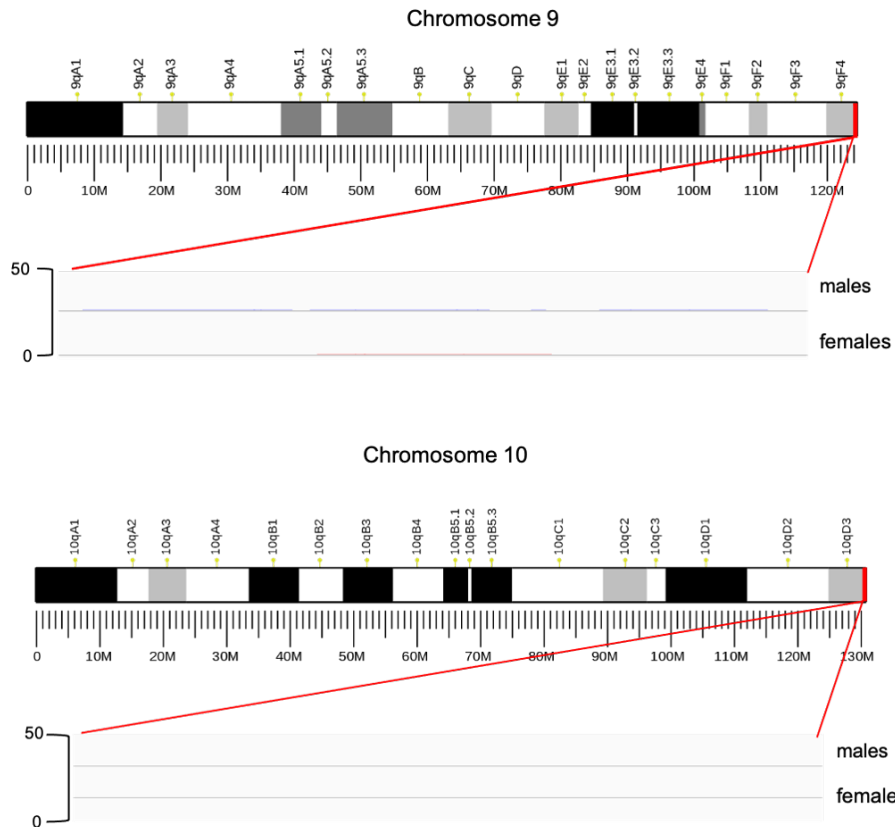 Chromosome 9
9qA1 9qA2 9qA3 9qA4 9qA5.1 9qA5.2 9qA5.3 9qB 9qC 9qD 9qE1 9qE2 9qE3.1 9qE3.2 9qE3.3 9qE4 9qF1 9qF2 9qF3 9qF4
0 10M 20M 30M 40M 50M 60M 70M 80M 90M 100M 110M 120M
50
males
females
0
Chromosome 10
10qA1 10qA2 10qA3 10qA4 10qB1 10qB2 10qB3 10qB4 10qB5.1 10qB5.2 10qB5.3 10qC1 10qC2 10qC3 10qD1 10qD2 10qD3
0 10M 20M 30M 40M 50M 60M 70M 80M 90M 100M 110M 120M 130M
50
males
female
0